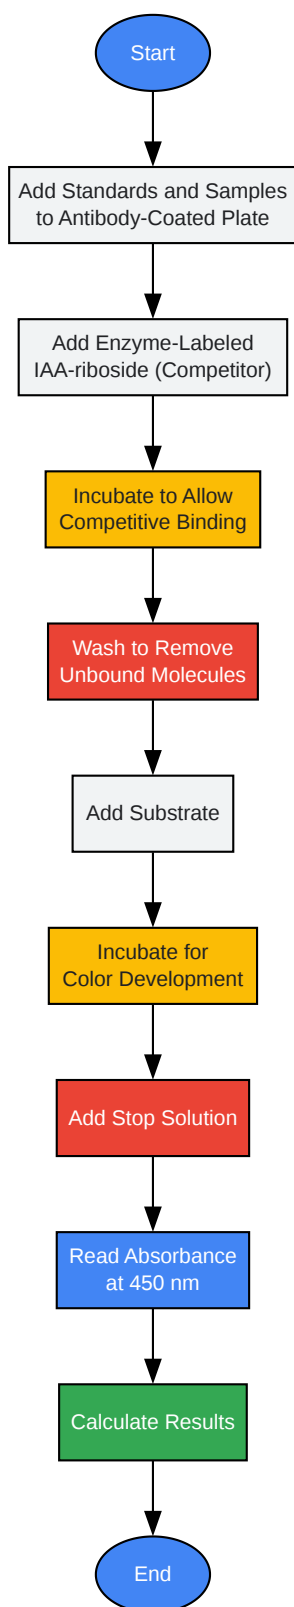 Start
Add Standards and Samples
to Antibody-Coated Plate
Add Enzyme-Labeled
IAA-riboside (Competitor)
Incubate to Allow
Competitive Binding
Wash to Remove
Unbound Molecules
Add Substrate
Incubate for
Color Development
Add Stop Solution
Read Absorbance
at 450 nm
Calculate Results
End